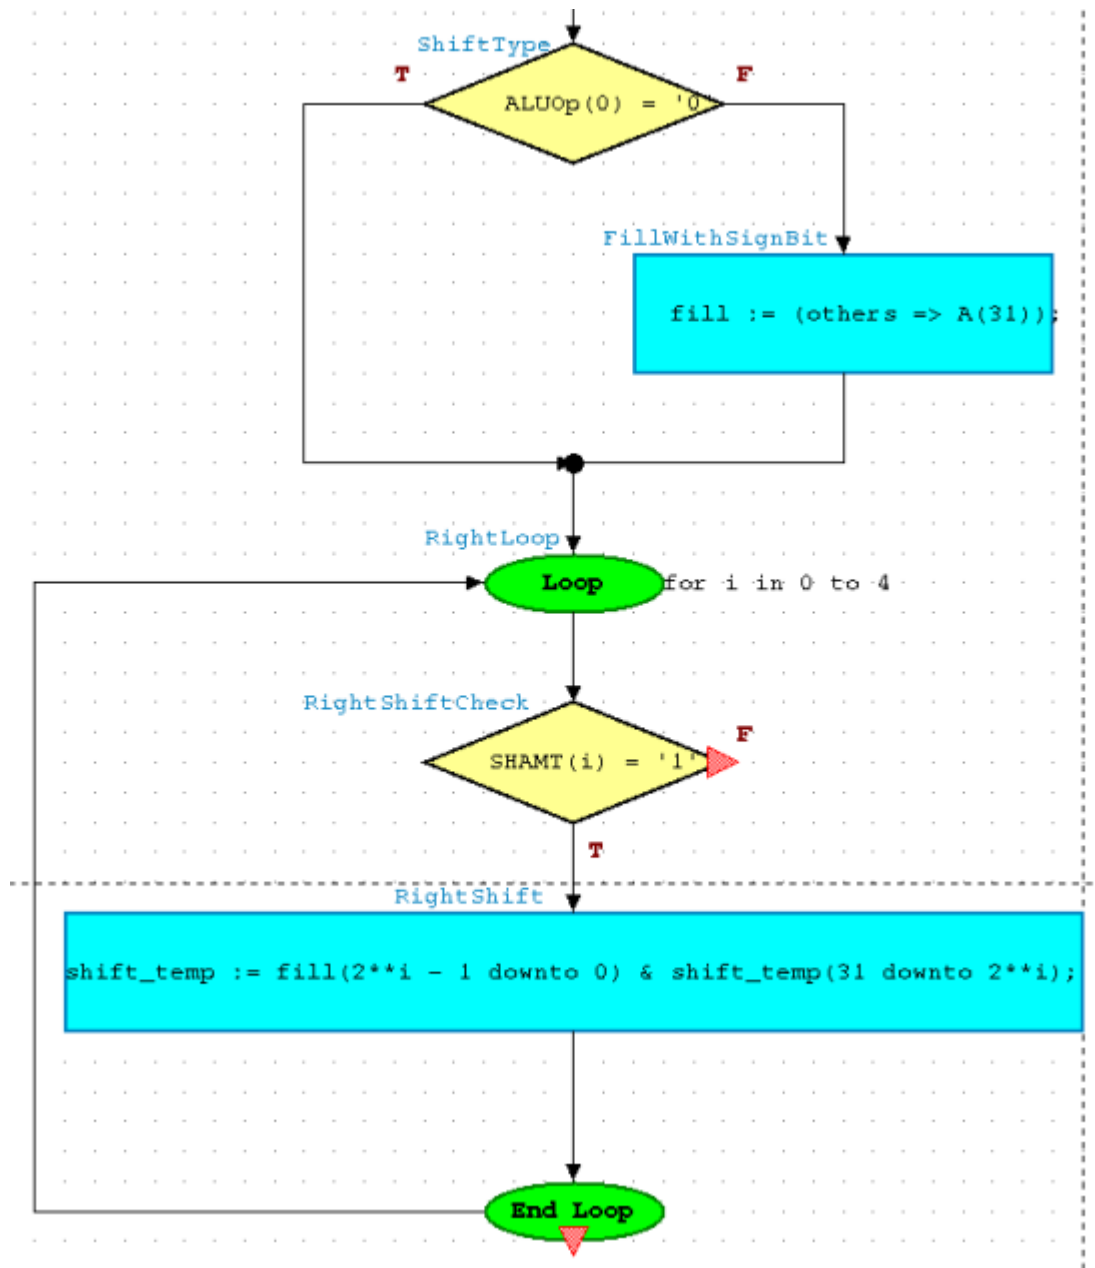 ShiftType
T
F
ALUOp(0) = '0'
FillWithSignBit
fill := (others => A(31));
RightLoop
Loop
for i in 0 to 4
RightShiftCheck
F
SHAMT(i) = '1'
T
RightShift
shift_temp := fill(2**i - 1 downto 0) & shift_temp(31 downto 2**i);
End Loop